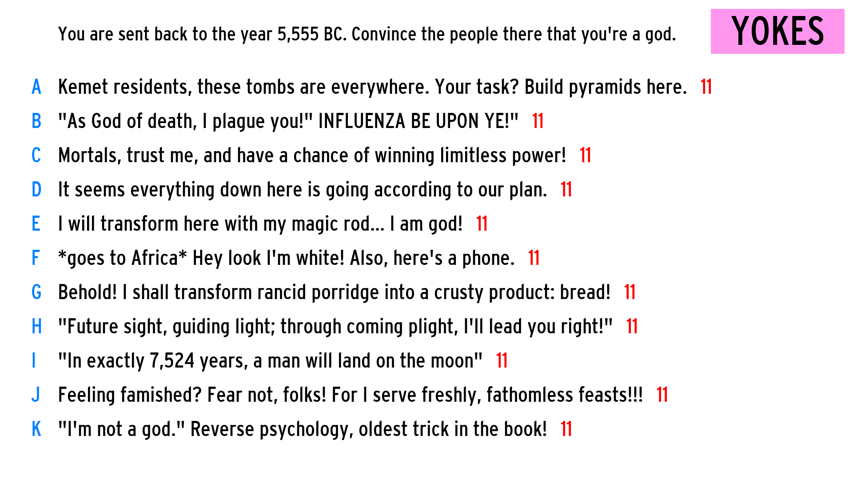 You are sent back to the year 5,555 BC. Convince the people there that you're a god.
YOKES
A Kemet residents, these tombs are everywhere. Your task? Build pyramids here. 11
B "As God of death, I plague you!" INFLUENZA BE UPON YE!" 11
C Mortals, trust me, and have a chance of winning limitless power! 11
D It seems everything down here is going according to our plan. 11
E I will transform here with my magic rod... I am god! 11
F *goes to Africa* Hey look I'm white! Also, here's a phone. 11
G Behold! I shall transform rancid porridge into a crusty product: bread! 11
H "Future sight, guiding light; through coming plight, I'll lead you right!" 11
I "In exactly 7,524 years, a man will land on the moon" 11
J Feeling famished? Fear not, folks! For I serve freshly, fathomless feasts!!! 11
K "I'm not a god." Reverse psychology, oldest trick in the book! 11